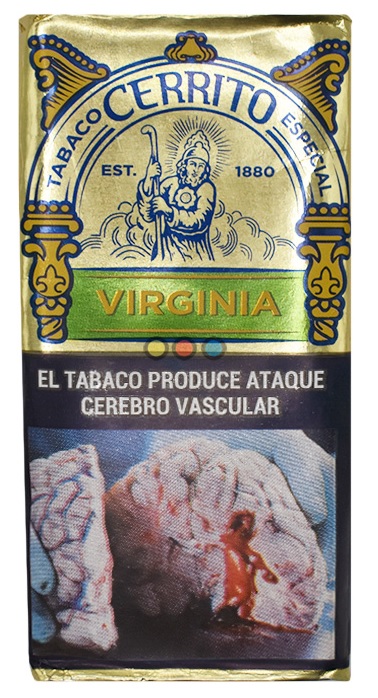 TABACO CERRITO ESPECIAL
EST. 1880
VIRGINIA
EL TABACO PRODUCE ATAQUE
CEREBRO VASCULAR